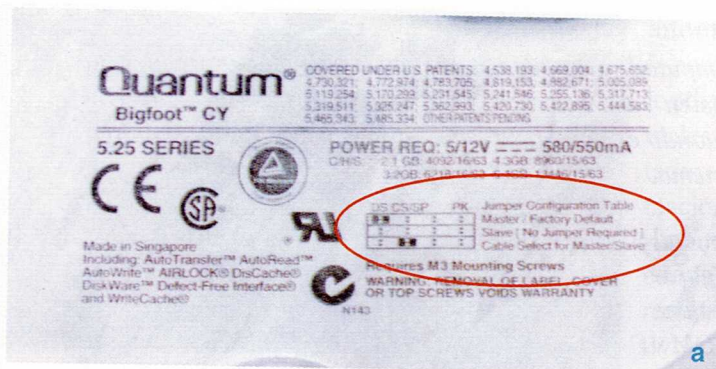 Quantum®
Bigfoot™ CY
COVERED UNDER U.S. PATENTS: 4,538,193; 4,669,004; 4,675,652;
4,730,321; 4,772,974; 4,783,705; 4,819,153; 4,982,671; 5,005,089;
5,113,254; 5,170,299; 5,231,545; 5,241,546; 5,255,136; 5,317,713;
5,319,511; 5,325,247; 5,362,993; 5,420,730; 5,422,895; 5,444,583;
5,465,343; 5,485,334; OTHER PATENTS PENDING.
5.25 SERIES
POWER REQ: 5/12V 580/550mA
C/H/S: 2.1 GB: 4092/16/63 4.3GB: 8960/15/63
CE
DS CS/SP PK Jumper Configuration Table
Master / Factory Default
Slave [ No Jumper Required ]
Cable Select for Master/Slave
Made in Singapore
Including: AutoTransfer™ AutoRead™
AutoWrite™ AIRLOCK® DisCache®
DiskWare™ Defect-Free Interface®
and WriteCache®
Requires M3 Mounting Screws
WARNING: REMOVAL OF LABEL, COVER
OR TOP SCREWS VOIDS WARRANTY
N143
a